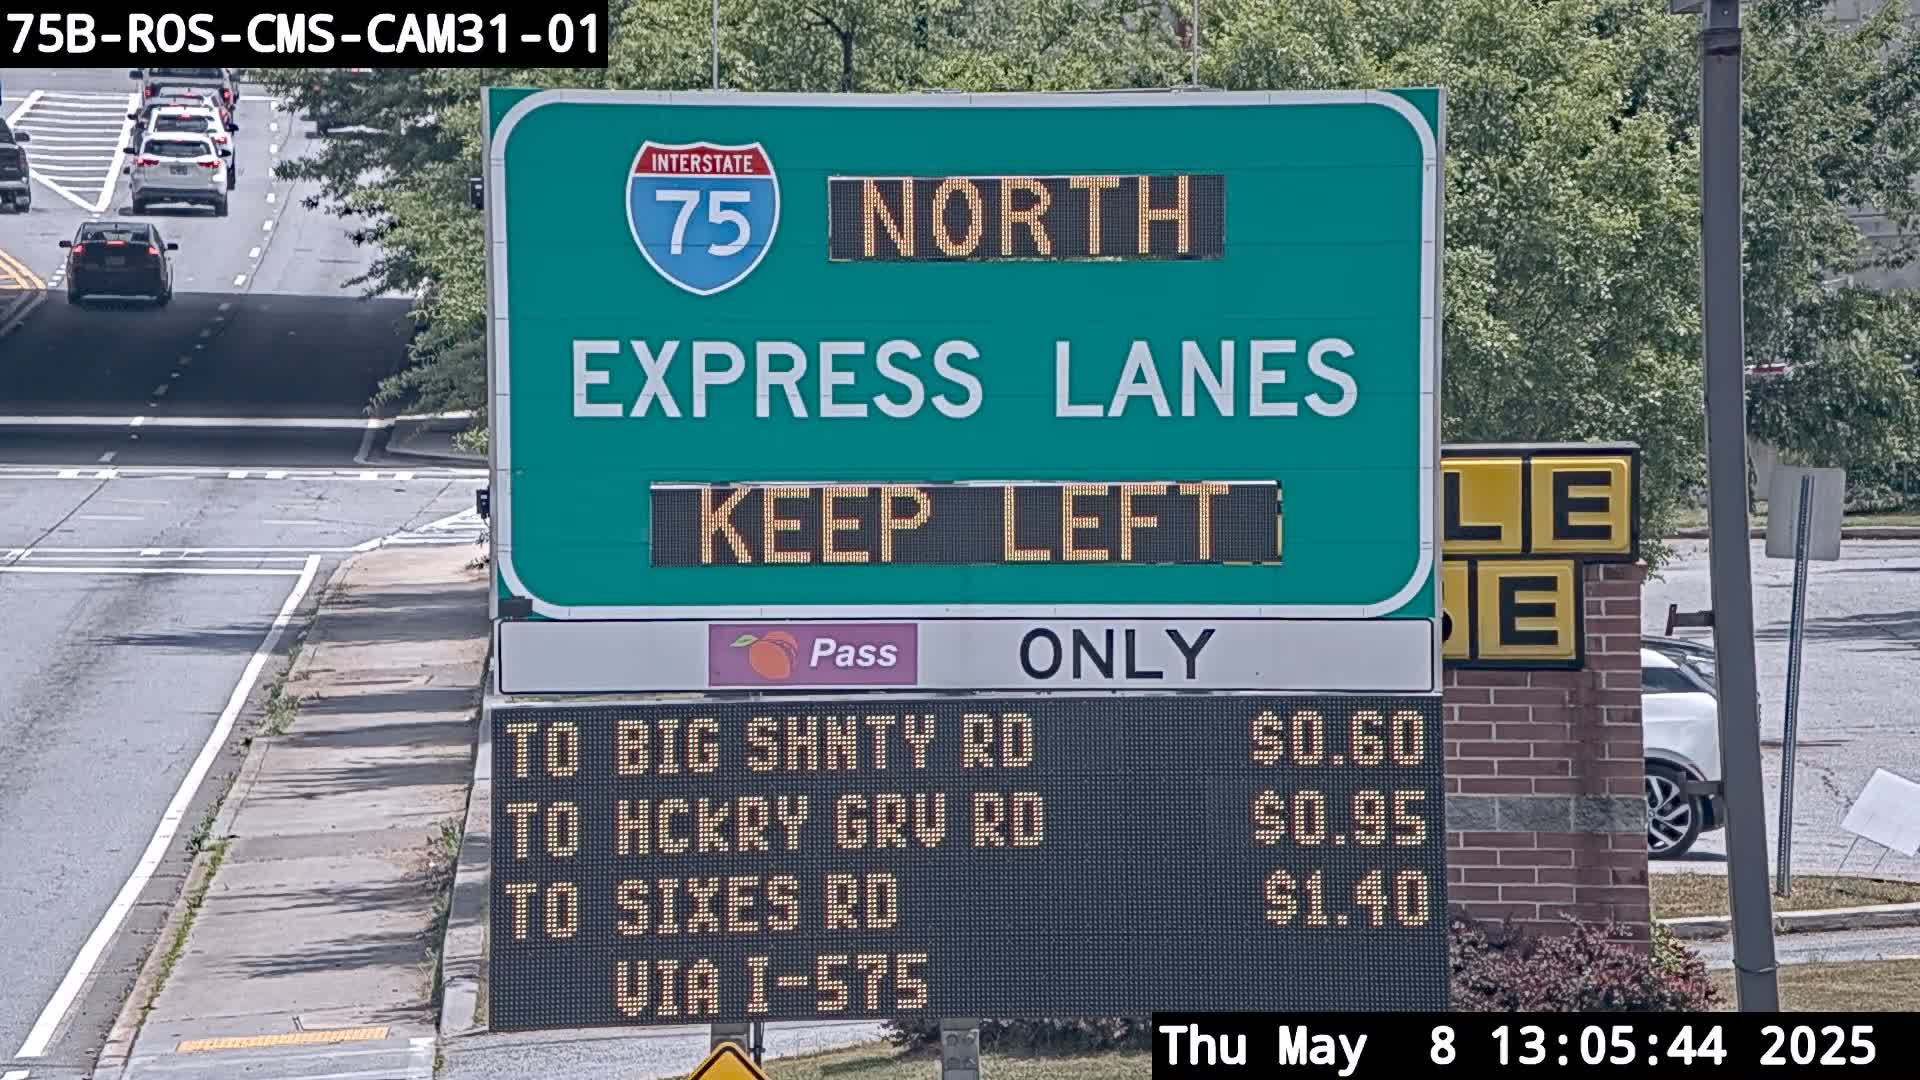 75B-ROS-CMS-CAM31-01
INTERSTATE
75
NORTH
EXPRESS LANES
KEEP LEFT
LE
E
Pass ONLY
TO BIG SHNTY RD $0.60
TO HCKRY GRV RD $0.95
TO SIXES RD $1.40
VIA I-575
Thu May 8 13:05:44 2025